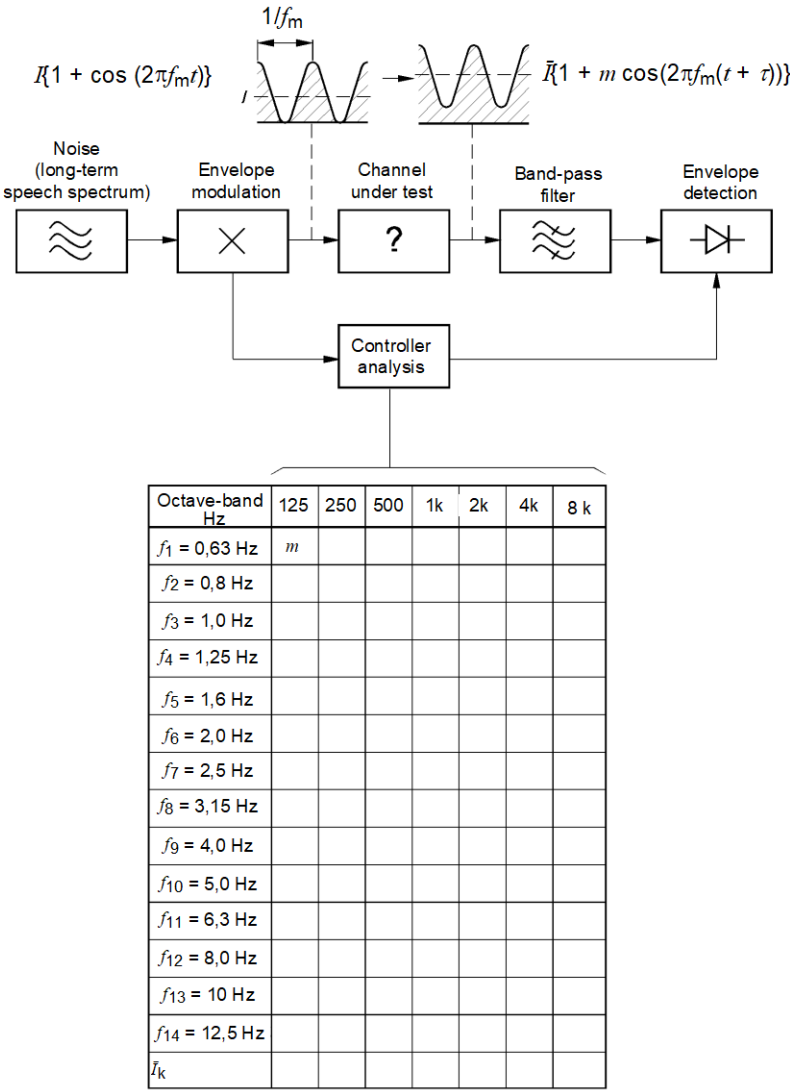 1/fm
I{1 + cos (2πfmt)}
I
Ī{1 + m cos(2πfm(t + τ))}
Noise
(long-term
speech spectrum)
Envelope
modulation
Channel
under test
Band-pass
filter
Envelope
detection
?
Controller
analysis
Octave-band
Hz
125 250 500 1k 2k 4k 8 k
f1 = 0,63 Hz m
f2 = 0,8 Hz
f3 = 1,0 Hz
f4 = 1,25 Hz
f5 = 1,6 Hz
f6 = 2,0 Hz
f7 = 2,5 Hz
f8 = 3,15 Hz
f9 = 4,0 Hz
f10 = 5,0 Hz
f11 = 6,3 Hz
f12 = 8,0 Hz
f13 = 10 Hz
f14 = 12,5 Hz
Īk